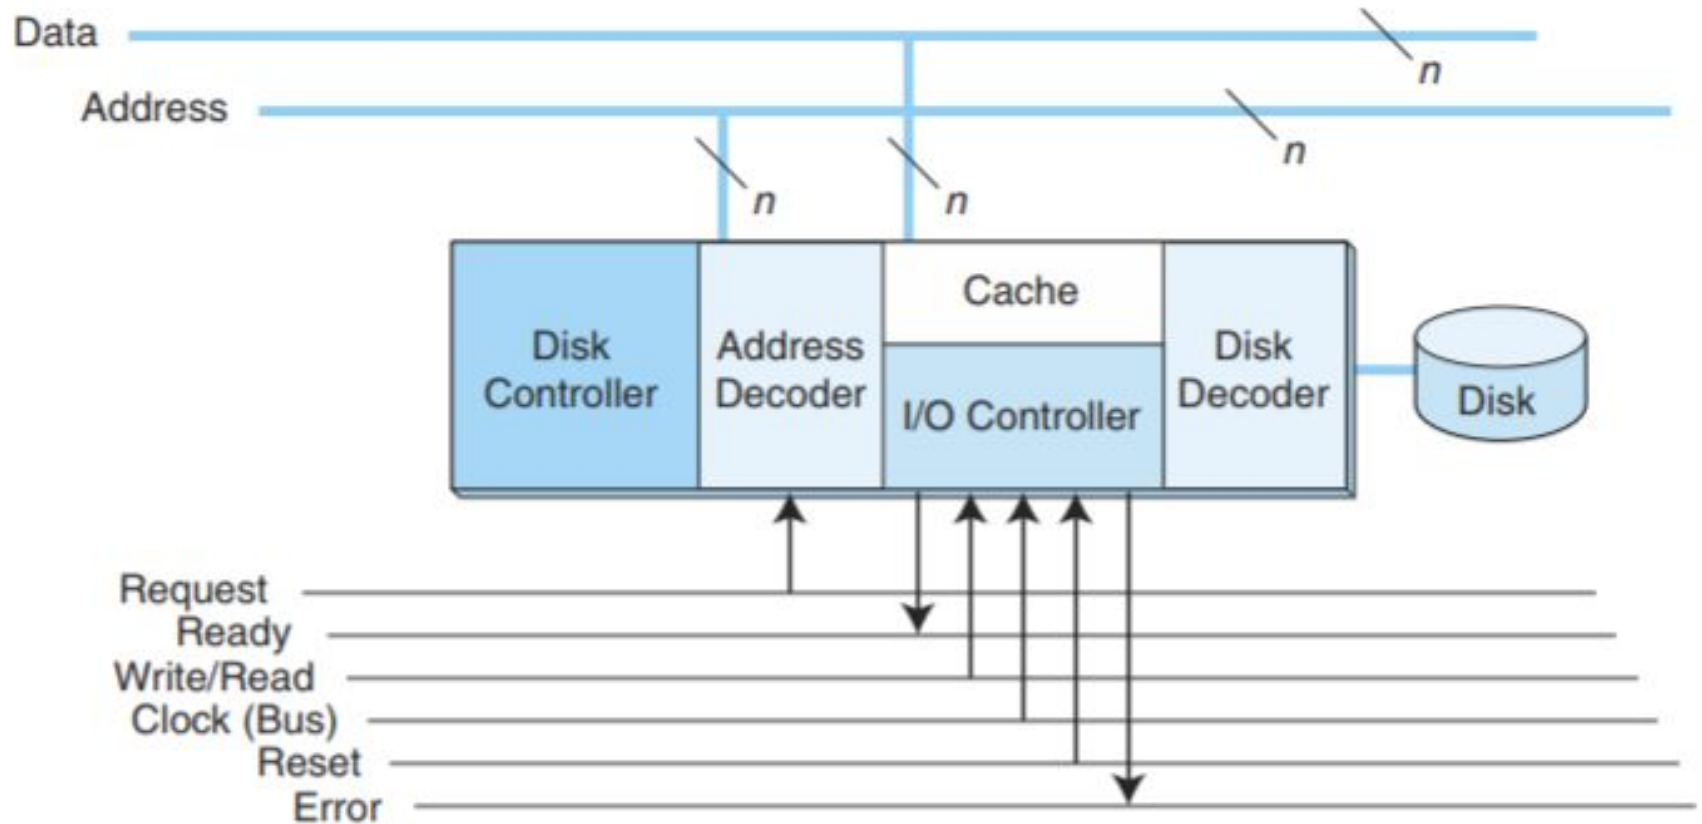 Data
n
Address
n
n
n
Disk
Controller
Address
Decoder
Cache
I/O Controller
Disk
Decoder
Disk
Request
Ready
Write/Read
Clock (Bus)
Reset
Error